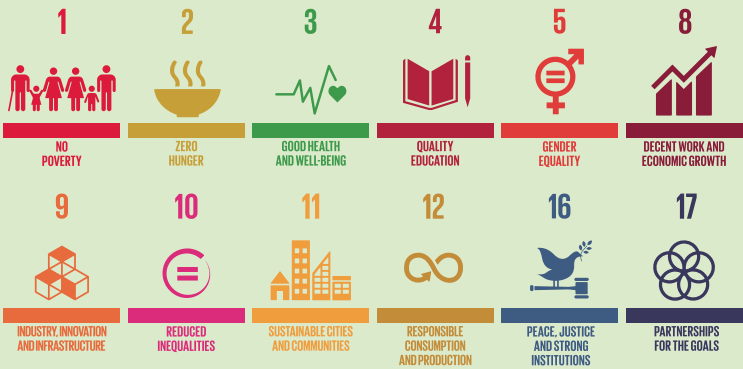 1
2
3
4
5
8
NO
POVERTY
ZERO
HUNGER
GOOD HEALTH
AND WELL-BEING
QUALITY
EDUCATION
GENDER
EQUALITY
DECENT WORK AND
ECONOMIC GROWTH
9
10
11
12
16
17
INDUSTRY, INNOVATION
AND INFRASTRUCTURE
REDUCED
INEQUALITIES
SUSTAINABLE CITIES
AND COMMUNITIES
RESPONSIBLE
CONSUMPTION
AND PRODUCTION
PEACE, JUSTICE
AND STRONG
INSTITUTIONS
PARTNERSHIPS
FOR THE GOALS